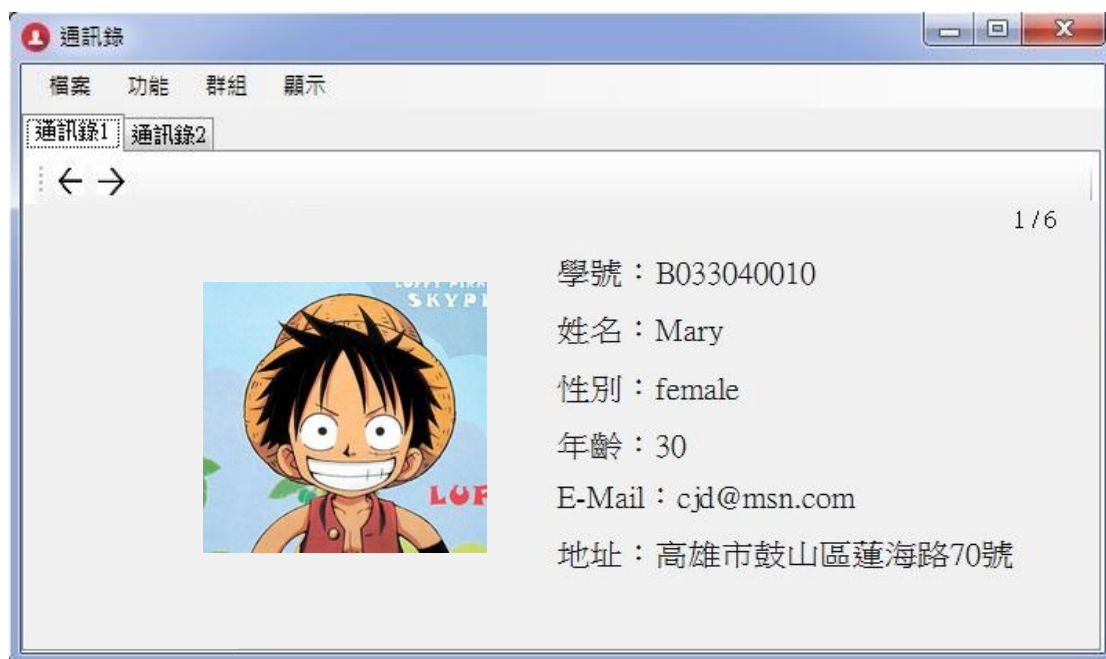 通訊錄
檔案 功能 群組 顯示
通訊錄1 通訊錄2
1/6
學號：B033040010
姓名：Mary
性別：female
年齡：30
E-Mail：cjd@msn.com
地址：高雄市鼓山區蓮海路70號
SKYPI
LUF